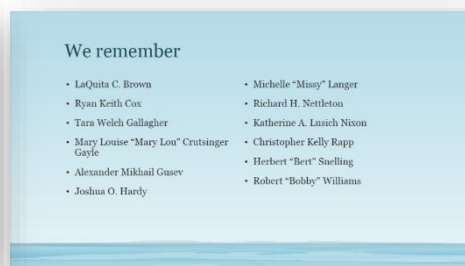 We remember
• LaQuita C. Brown
• Ryan Keith Cox
• Tara Welch Gallagher
• Mary Louise “Mary Lou” Crutsinger
Gayle
• Alexander Mikhail Gusev
• Joshua O. Hardy
• Michelle “Missy” Langer
• Richard H. Nettleton
• Katherine A. Lusich Nixon
• Christopher Kelly Rapp
• Herbert “Bert” Snelling
• Robert “Bobby” Williams